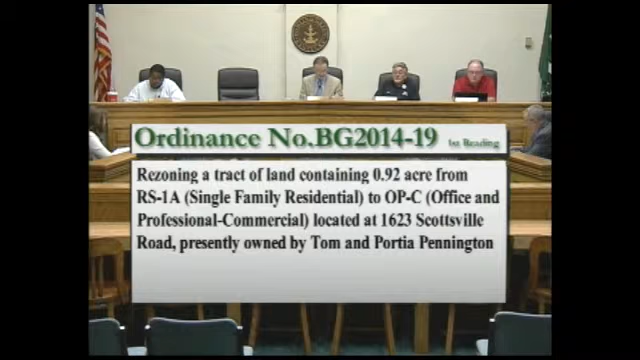 Ordinance No.BG2014-19 1st Reading
Rezoning a tract of land containing 0.92 acre from
RS-1A (Single Family Residential) to OP-C (Office and
Professional-Commercial) located at 1623 Scottsville
Road, presently owned by Tom and Portia Pennington